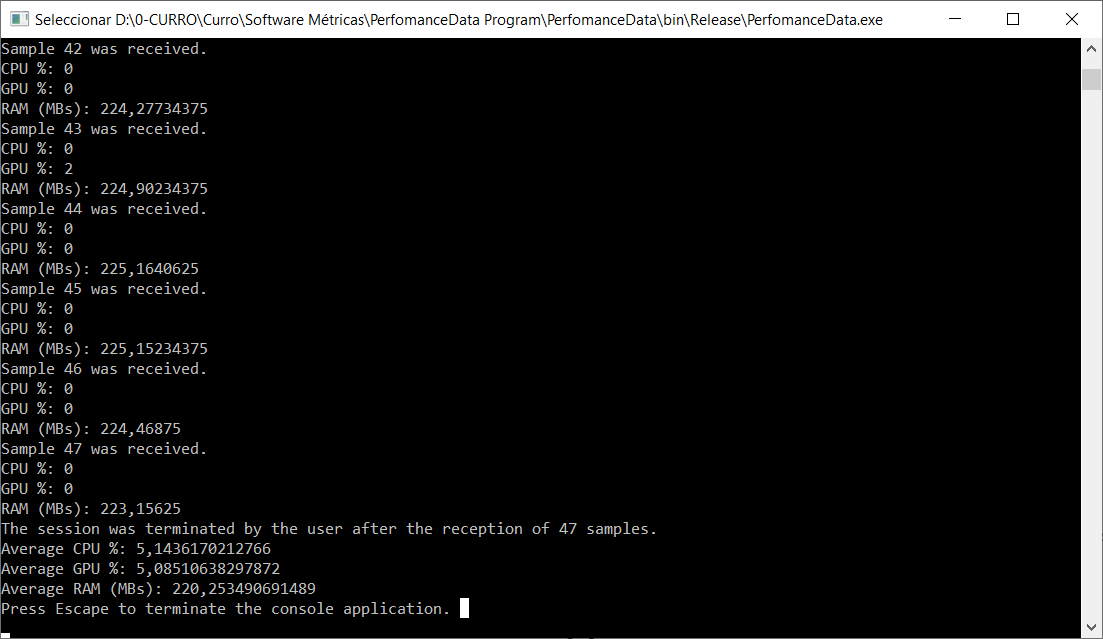 Seleccionar D:\0-CURRO\Curro\Software Métricas\PerfomanceData Program\PerfomanceData\bin\Release\PerfomanceData.exe
Sample 42 was received.
CPU %: 0
GPU %: 0
RAM (MBs): 224,27734375
Sample 43 was received.
CPU %: 0
GPU %: 2
RAM (MBs): 224,90234375
Sample 44 was received.
CPU %: 0
GPU %: 0
RAM (MBs): 225,1640625
Sample 45 was received.
CPU %: 0
GPU %: 0
RAM (MBs): 225,15234375
Sample 46 was received.
CPU %: 0
GPU %: 0
RAM (MBs): 224,46875
Sample 47 was received.
CPU %: 0
GPU %: 0
RAM (MBs): 223,15625
The session was terminated by the user after the reception of 47 samples.
Average CPU %: 5,1436170212766
Average GPU %: 5,08510638297872
Average RAM (MBs): 220,253490691489
Press Escape to terminate the console application.